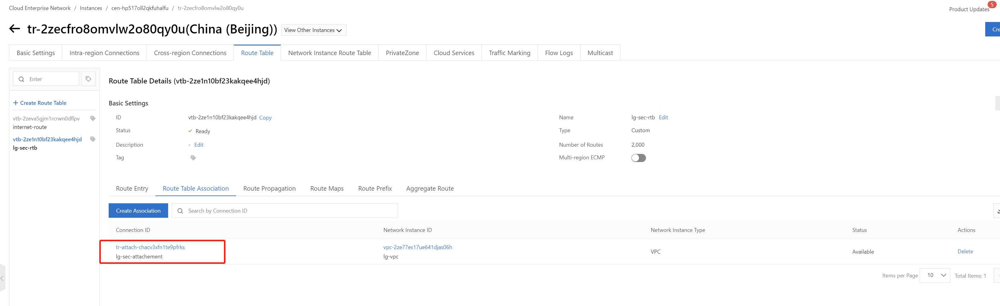 Cloud Enterprise Network / Instances / cen-hp517oll2qkfuhalfu / tr-2zecfro8omvlw2o80qy0u
Product Updates 5
tr-2zecfro8omvlw2o80qy0u(China (Beijing)) View Other Instances
Basic Settings Intra-region Connections Cross-region Connections Route Table Network Instance Route Table PrivateZone Cloud Services Traffic Marking Flow Logs Multicast
Enter
Create Route Table
vtb-2zeva5gjm1rcrwn0dflpv
internet-route
vtb-2ze1n10bf23kakqee4hjd
lg-sec-rtb
Route Table Details (vtb-2ze1n10bf23kakqee4hjd)
Basic Settings
ID vtb-2ze1n10bf23kakqee4hjd Copy Name lg-sec-rtb Edit
Status Ready Type Custom
Description - Edit Number of Routes 2,000
Tag Multi-region ECMP
Route Entry Route Table Association Route Propagation Route Maps Route Prefix Aggregate Route
Create Association Search by Connection ID
Connection ID Network Instance ID Network Instance Type Status Actions
tr-attach-chacv3xfn1te9pfrks vpc-2ze77es17ue641djas06h VPC Available Delete
lg-sec-attachement lg-vpc
Items per Page 10 Total Items: 1